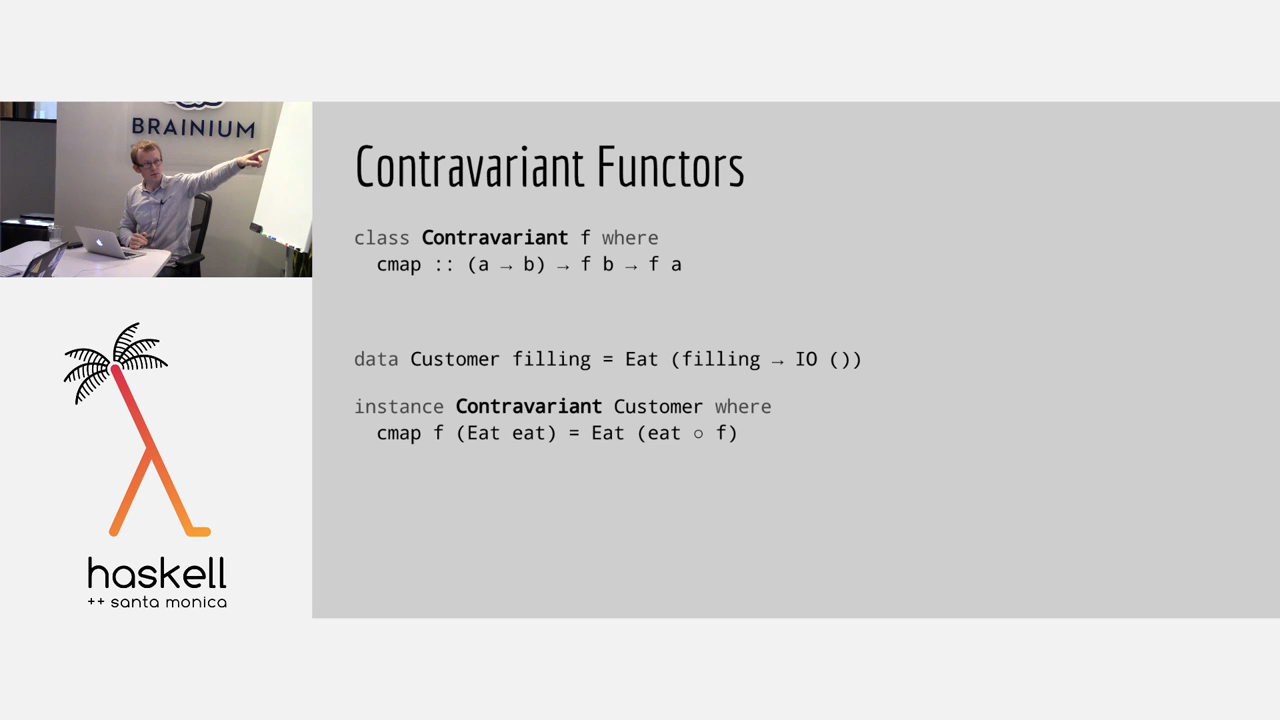 BRAINIUM
Contravariant Functors
class Contravariant f where
cmap :: (a → b) → f b → f a
data Customer filling = Eat (filling → IO ())
instance Contravariant Customer where
cmap f (Eat eat) = Eat (eat ○ f)
haskell
++ santa monica